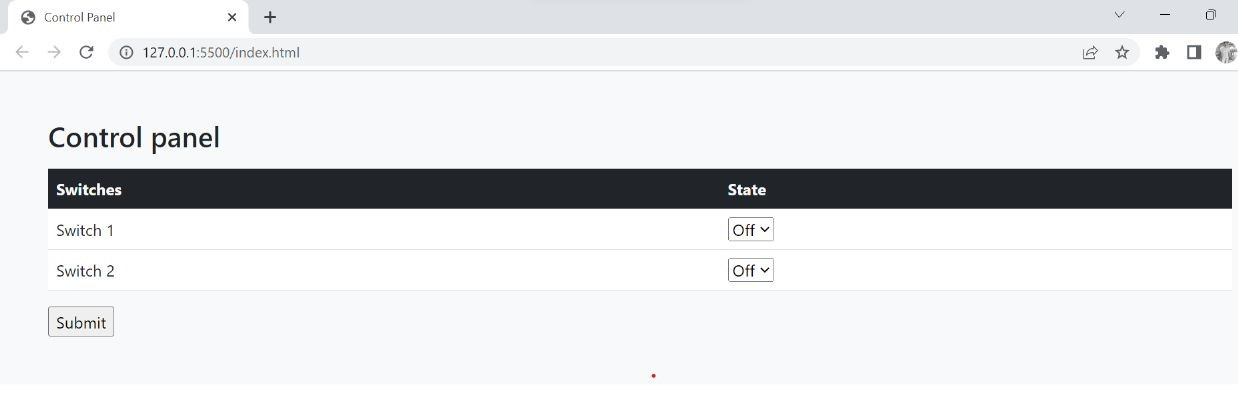 Control Panel
127.0.0.1:5500/index.html
Control panel
Switches State
Switch 1 Off
Switch 2 Off
Submit